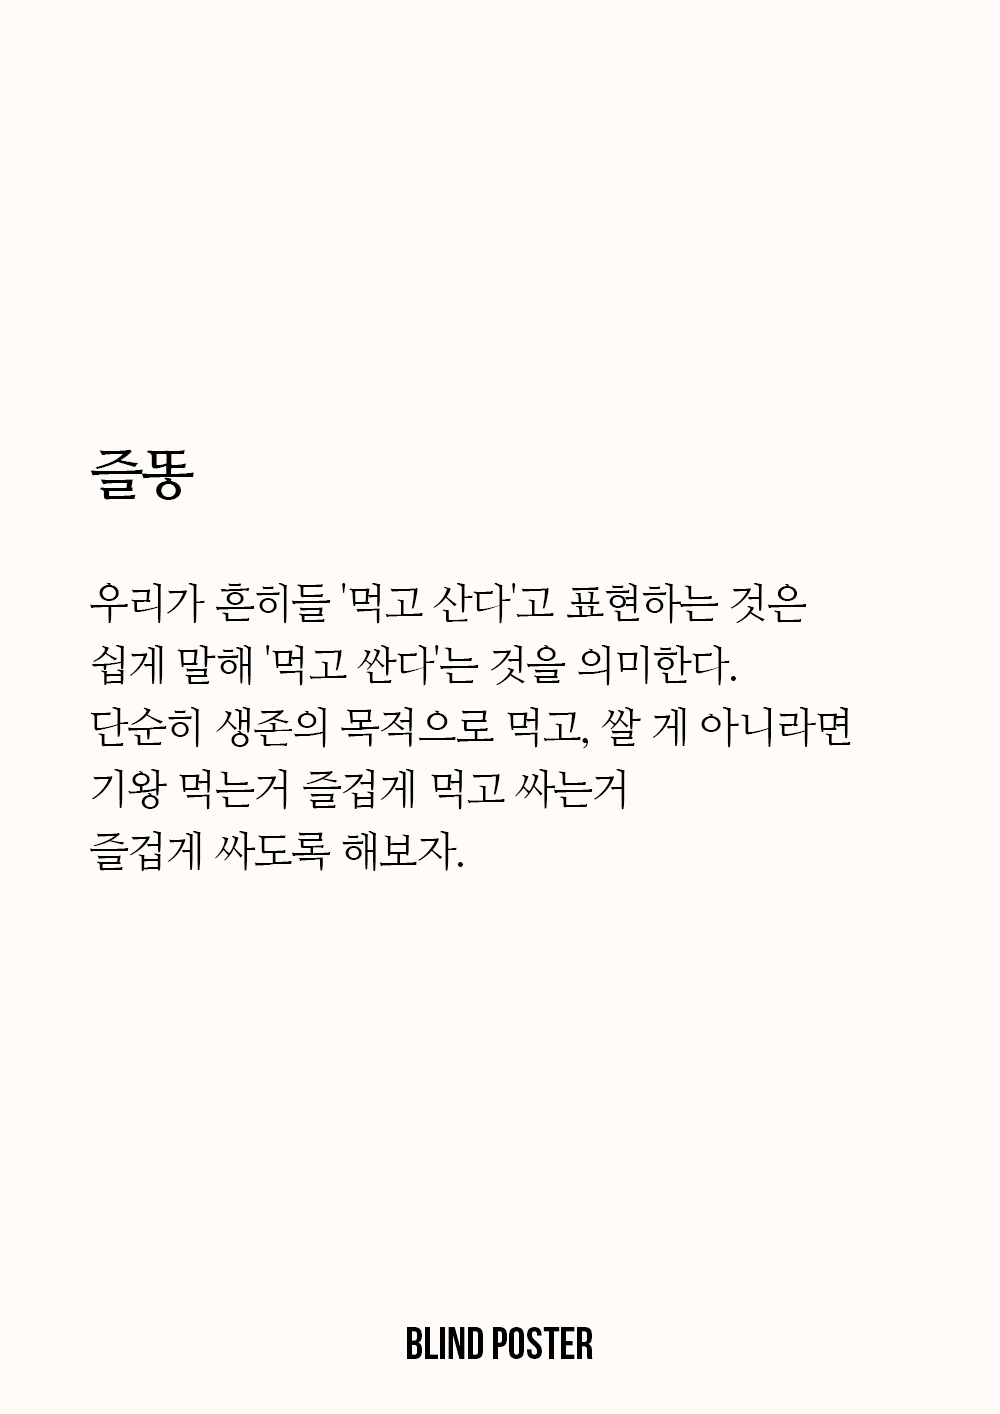 즐똥
우리가 흔히들 '먹고 산다'고 표현하는 것은
쉽게 말해 '먹고 싼다'는 것을 의미한다.
단순히 생존의 목적으로 먹고, 쌀 게 아니라면
기왕 먹는거 즐겁게 먹고 싸는거
즐겁게 싸도록 해보자.
BLIND POSTER